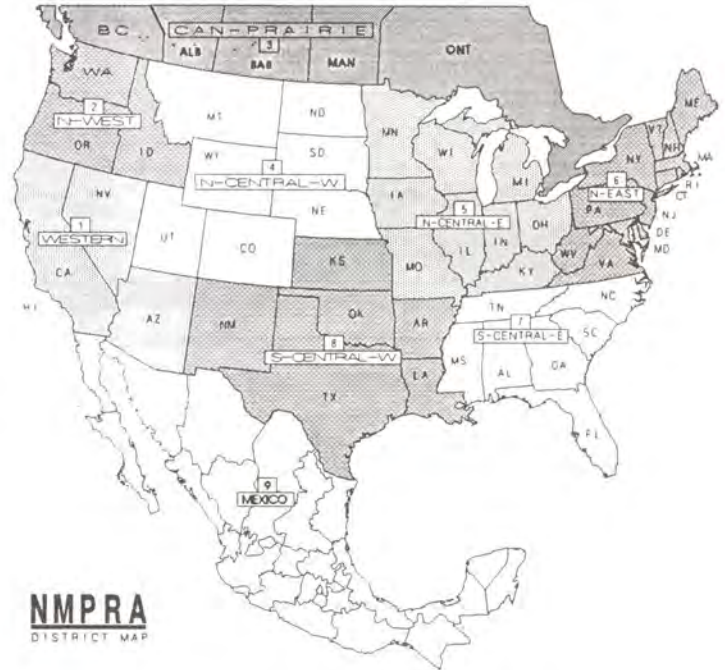 BC
CAN-PRAIRIE
3
ALB
BAB
MAN
ONT
WA
2
N-WEST
OR
ID
MT
ND
WY
SD
4
N-CENTRAL-W
NE
NV
1
WESTERN
UT
CO
CA
HI
AZ
NM
KS
OK
8
S-CENTRAL-W
TX
AR
LA
MN
WI
MI
IA
5
N-CENTRAL-E
IL
IN
OH
MO
KY
ME
VT
NH
NY
MA
6
N-EAST
RI
CT
PA
NJ
DE
MD
WV
VA
NC
TN
7
S-CENTRAL-E
SC
MS
AL
GA
FL
9
MEXICO
NMPRA
DISTRICT MAP